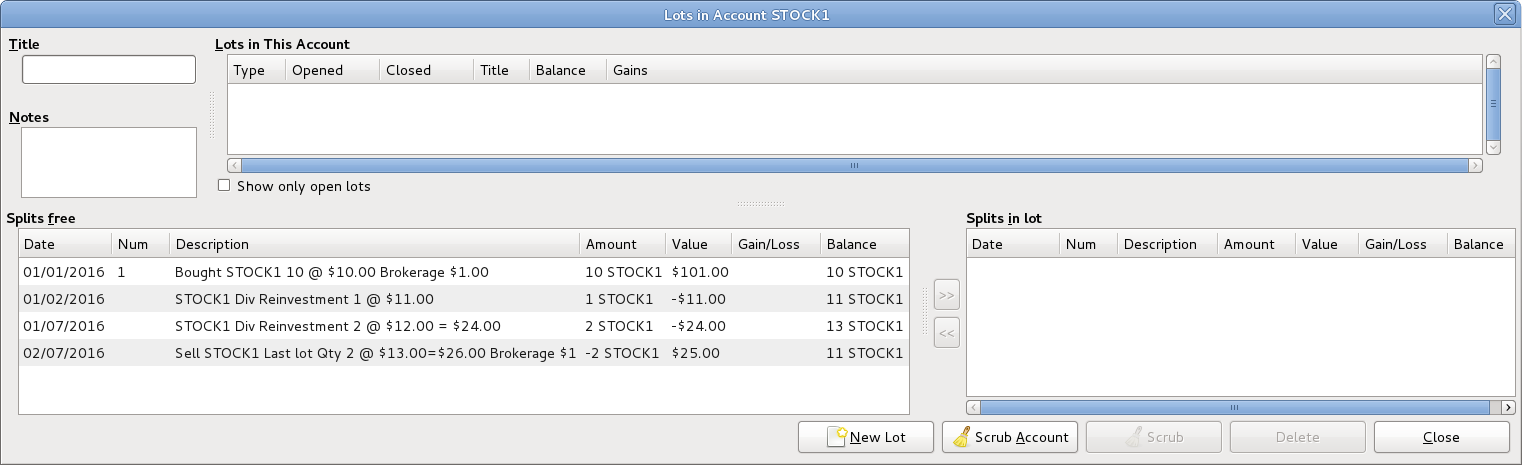 Lots in Account STOCK1
Title
Lots in This Account
Type Opened Closed Title Balance Gains
Notes
Show only open lots
Splits free
Splits in lot
Date Num Description Amount Value Gain/Loss Balance
Date Num Description Amount Value Gain/Loss Balance
01/01/2016 1 Bought STOCK1 10 @ $10.00 Brokerage $1.00 10 STOCK1 $101.00 10 STOCK1
01/02/2016 STOCK1 Div Reinvestment 1 @ $11.00 1 STOCK1 -$11.00 11 STOCK1
01/07/2016 STOCK1 Div Reinvestment 2 @ $12.00 = $24.00 2 STOCK1 -$24.00 13 STOCK1
02/07/2016 Sell STOCK1 Last lot Qty 2 @ $13.00=$26.00 Brokerage $1 -2 STOCK1 $25.00 11 STOCK1
>>
<<
New Lot Scrub Account Scrub Delete Close